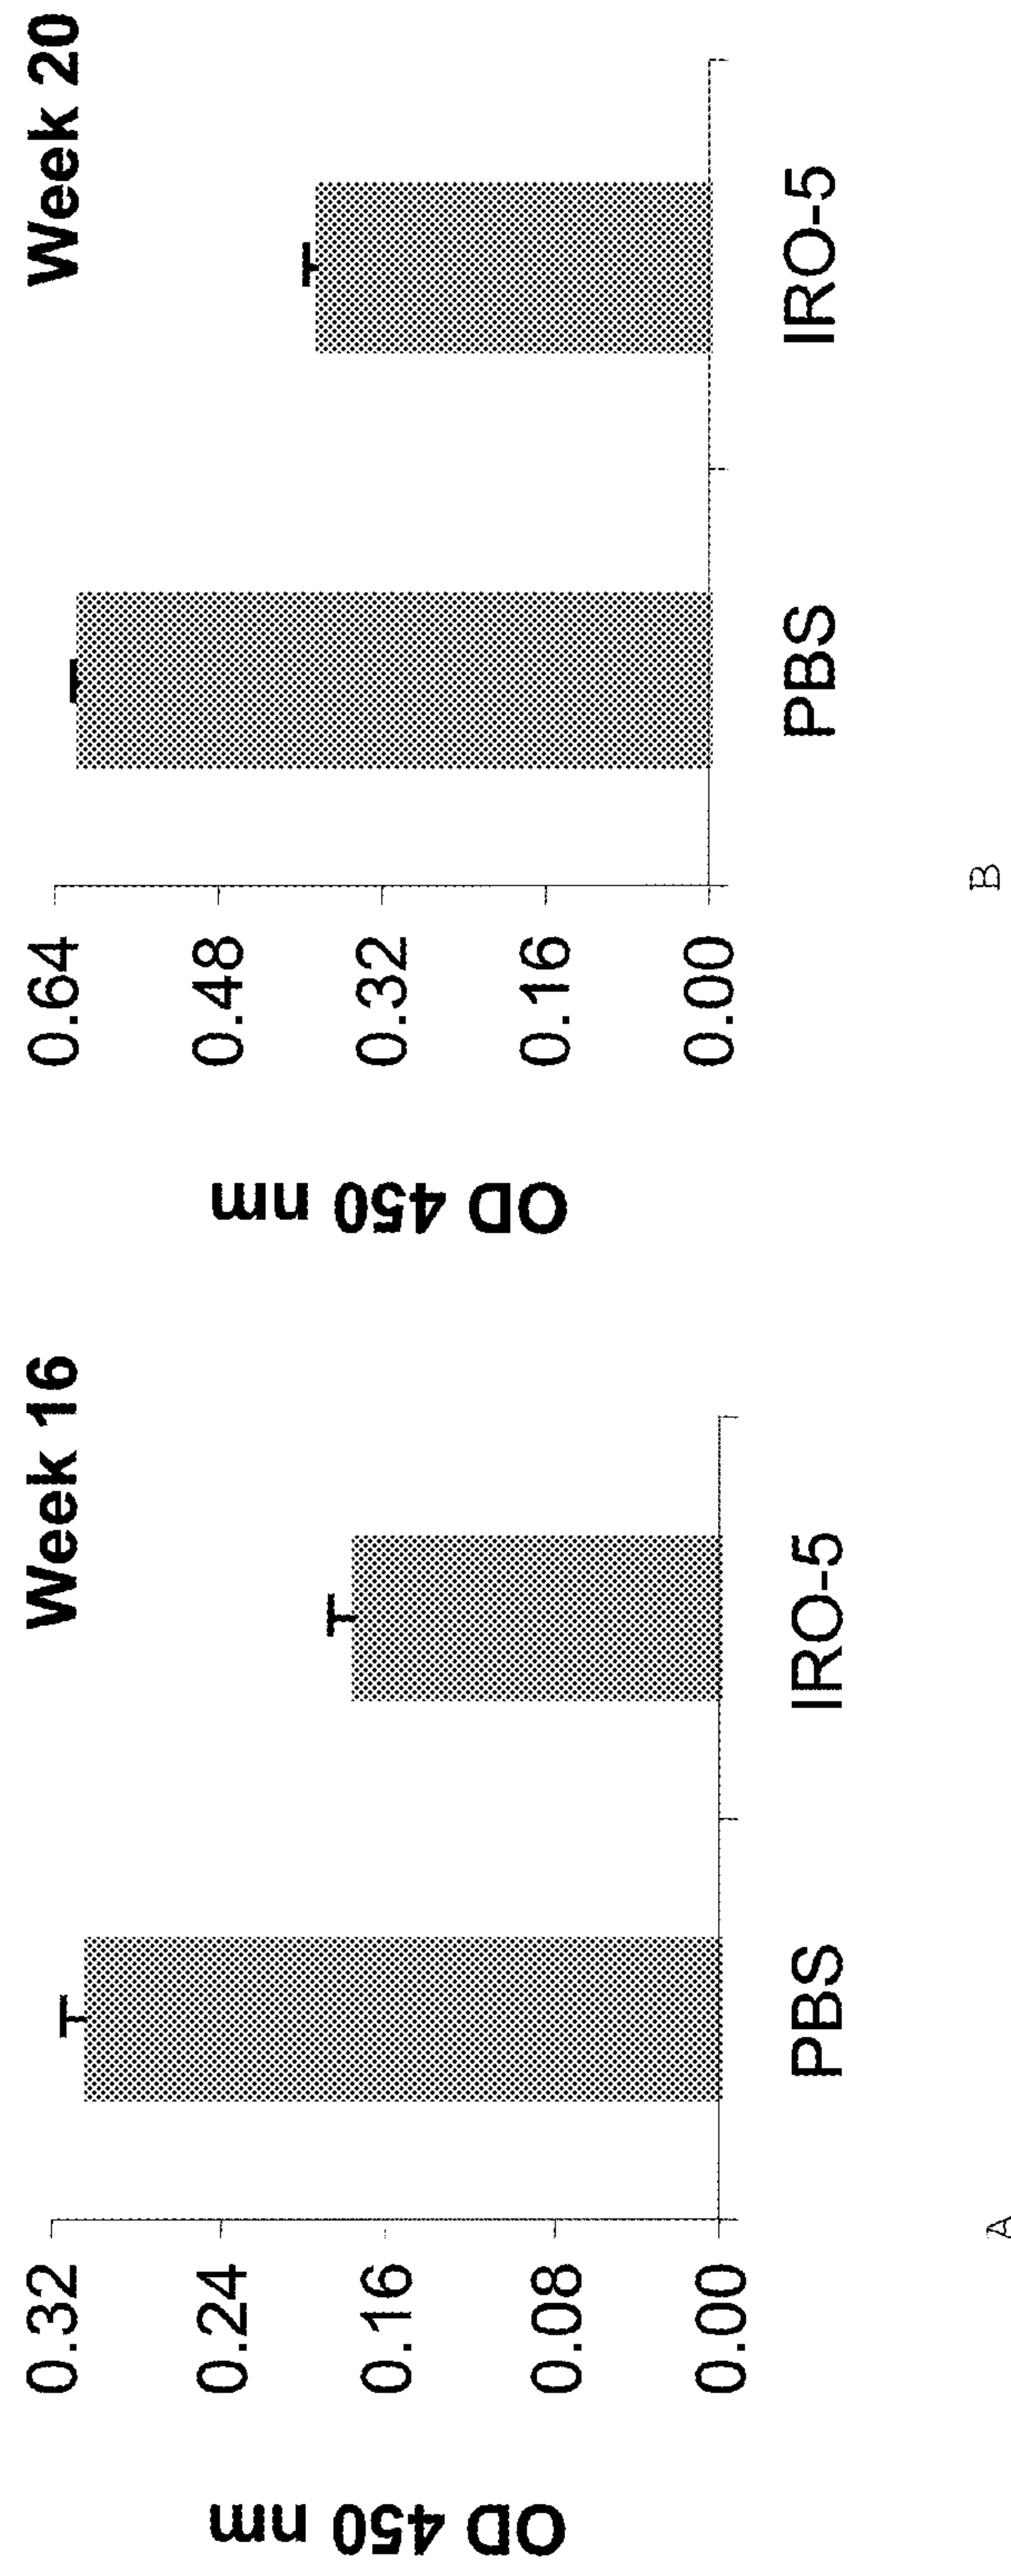 Week 16
OD 450 nm
0.32
0.24
0.16
0.08
0.00
PBS IRO-5
A
Week 20
OD 450 nm
0.64
0.48
0.32
0.16
0.00
PBS IRO-5
B